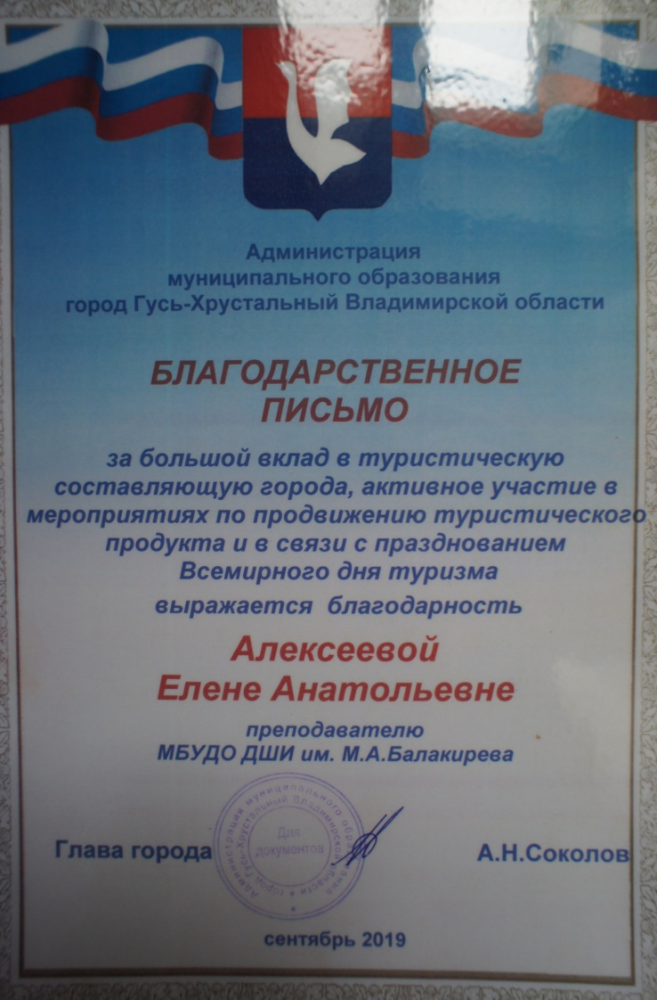 Администрация
муниципального образования
город Гусь-Хрустальный Владимирской области
БЛАГОДАРСТВЕННОЕ
ПИСЬМО
за большой вклад в туристическую
составляющую города, активное участие в
мероприятиях по продвижению туристического
продукта и в связи с празднованием
Всемирного дня туризма
выражается благодарность
Алексеевой
Елене Анатольевне
преподавателю
МБУДО ДШИ им. М.А.Балакирева
Администрация муниципального образования
город Гусь-Хрустальный Владимирской области
Для
документов
Глава города
А.Н.Соколов
сентябрь 2019